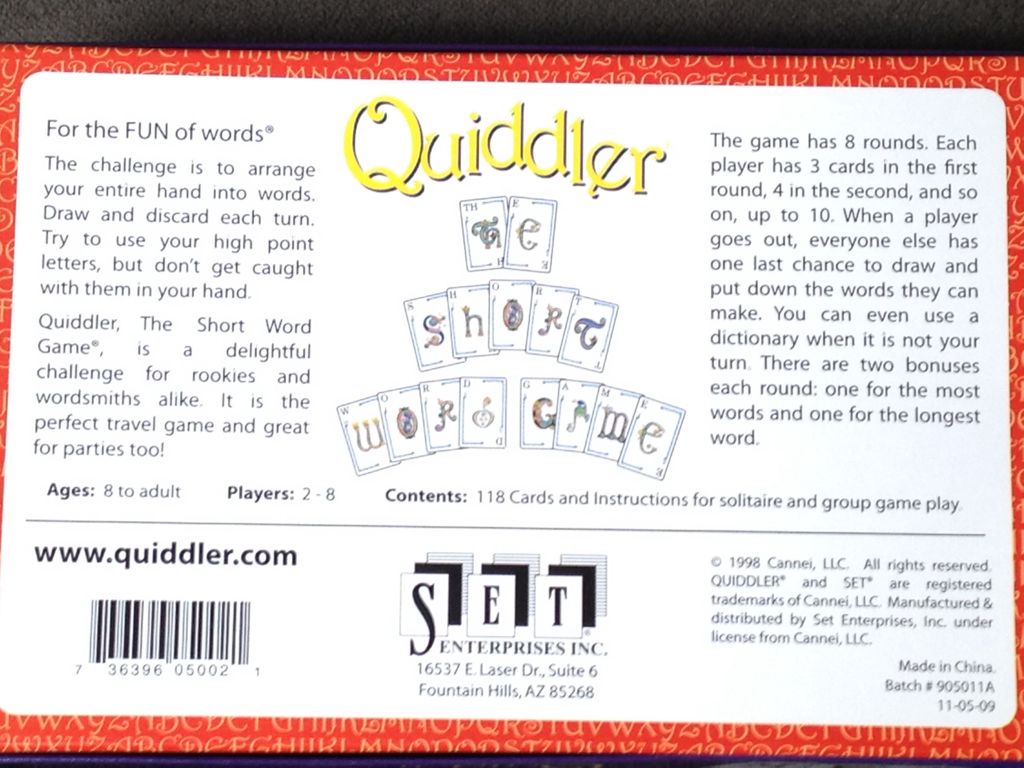 For the FUN of words®
The challenge is to arrange
your entire hand into words.
Draw and discard each turn.
Try to use your high point
letters, but don't get caught
with them in your hand.
Quiddler, The Short Word
Game®, is a delightful
challenge for rookies and
wordsmiths alike. It is the
perfect travel game and great
for parties too!
Quiddler
TH E
S H O R T
W O R D G A M E
The game has 8 rounds. Each
player has 3 cards in the first
round, 4 in the second, and so
on, up to 10. When a player
goes out, everyone else has
one last chance to draw and
put down the words they can
make. You can even use a
dictionary when it is not your
turn. There are two bonuses
each round: one for the most
words and one for the longest
word.
Ages: 8 to adult Players: 2 - 8 Contents: 118 Cards and Instructions for solitaire and group game play.
www.quiddler.com
7 36396 05002 1
SET
ENTERPRISES INC.
16537 E. Laser Dr., Suite 6
Fountain Hills, AZ 85268
© 1998 Cannei, LLC. All rights reserved.
QUIDDLER® and SET® are registered
trademarks of Cannei, LLC. Manufactured &
distributed by Set Enterprises, Inc. under
license from Cannei, LLC.
Made in China.
Batch # 905011A
11-05-09